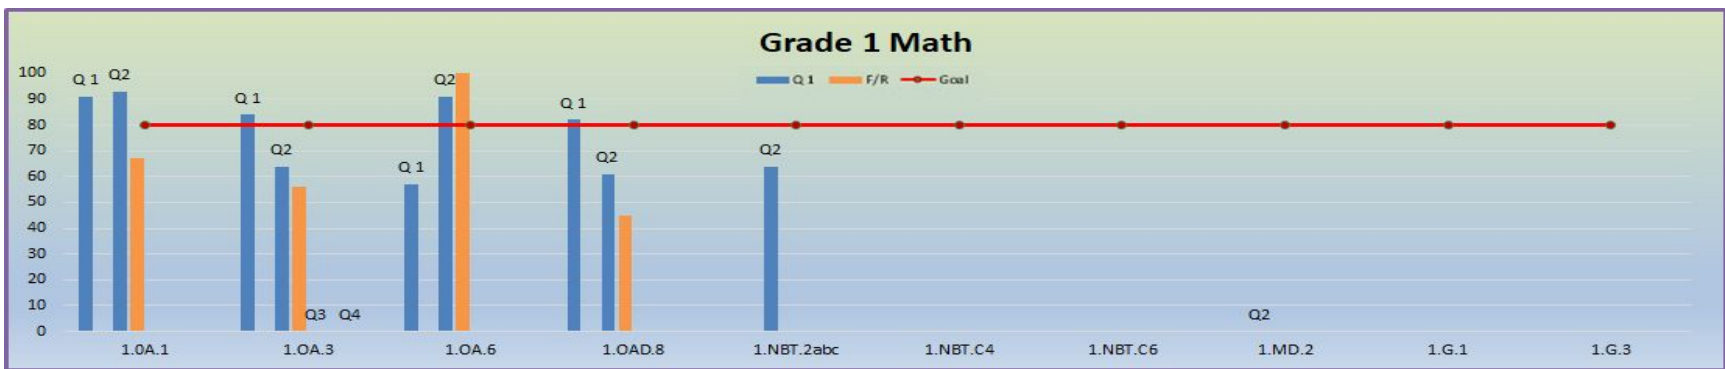 Grade 1 Math
Q 1 F/R Goal
100
90
80
70
60
50
40
30
20
10
0
Q 1 Q2
Q 1 Q2 Q3 Q4
Q 1 Q2
Q 1 Q2
Q2
Q2
1.0A.1 1.OA.3 1.OA.6 1.OAD.8 1.NBT.2abc 1.NBT.C4 1.NBT.C6 1.MD.2 1.G.1 1.G.3